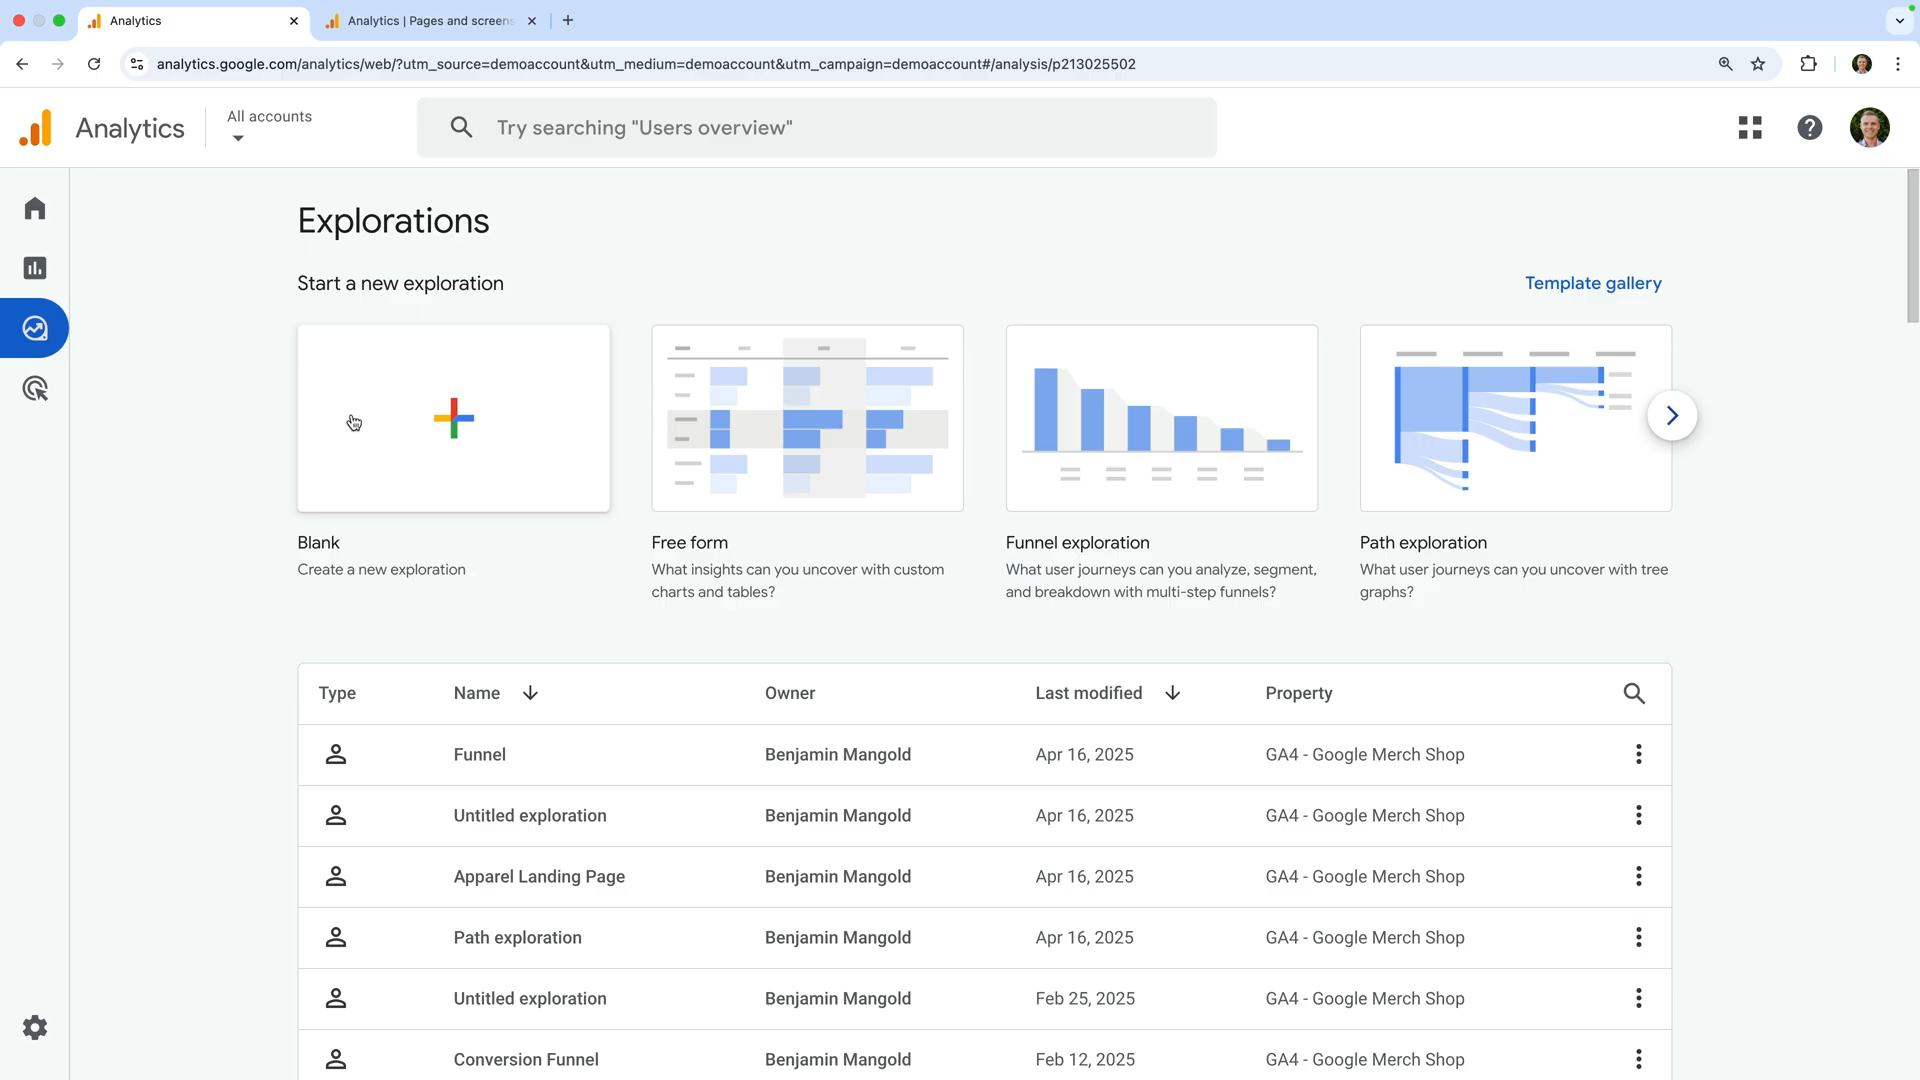 Analytics
Analytics | Pages and screens
analytics.google.com/analytics/web/?utm_source=demoaccount&utm_medium=demoaccount&utm_campaign=demoaccount#/analysis/p213025502
Analytics
All accounts
Try searching "Users overview"
Explorations
Start a new exploration
Template gallery
Blank
Create a new exploration
Free form
What insights can you uncover with custom
charts and tables?
Funnel exploration
What user journeys can you analyze, segment,
and breakdown with multi-step funnels?
Path exploration
What user journeys can you uncover with tree
graphs?
Type Name Owner Last modified Property
Funnel Benjamin Mangold Apr 16, 2025 GA4 - Google Merch Shop
Untitled exploration Benjamin Mangold Apr 16, 2025 GA4 - Google Merch Shop
Apparel Landing Page Benjamin Mangold Apr 16, 2025 GA4 - Google Merch Shop
Path exploration Benjamin Mangold Apr 16, 2025 GA4 - Google Merch Shop
Untitled exploration Benjamin Mangold Feb 25, 2025 GA4 - Google Merch Shop
Conversion Funnel Benjamin Mangold Feb 12, 2025 GA4 - Google Merch Shop